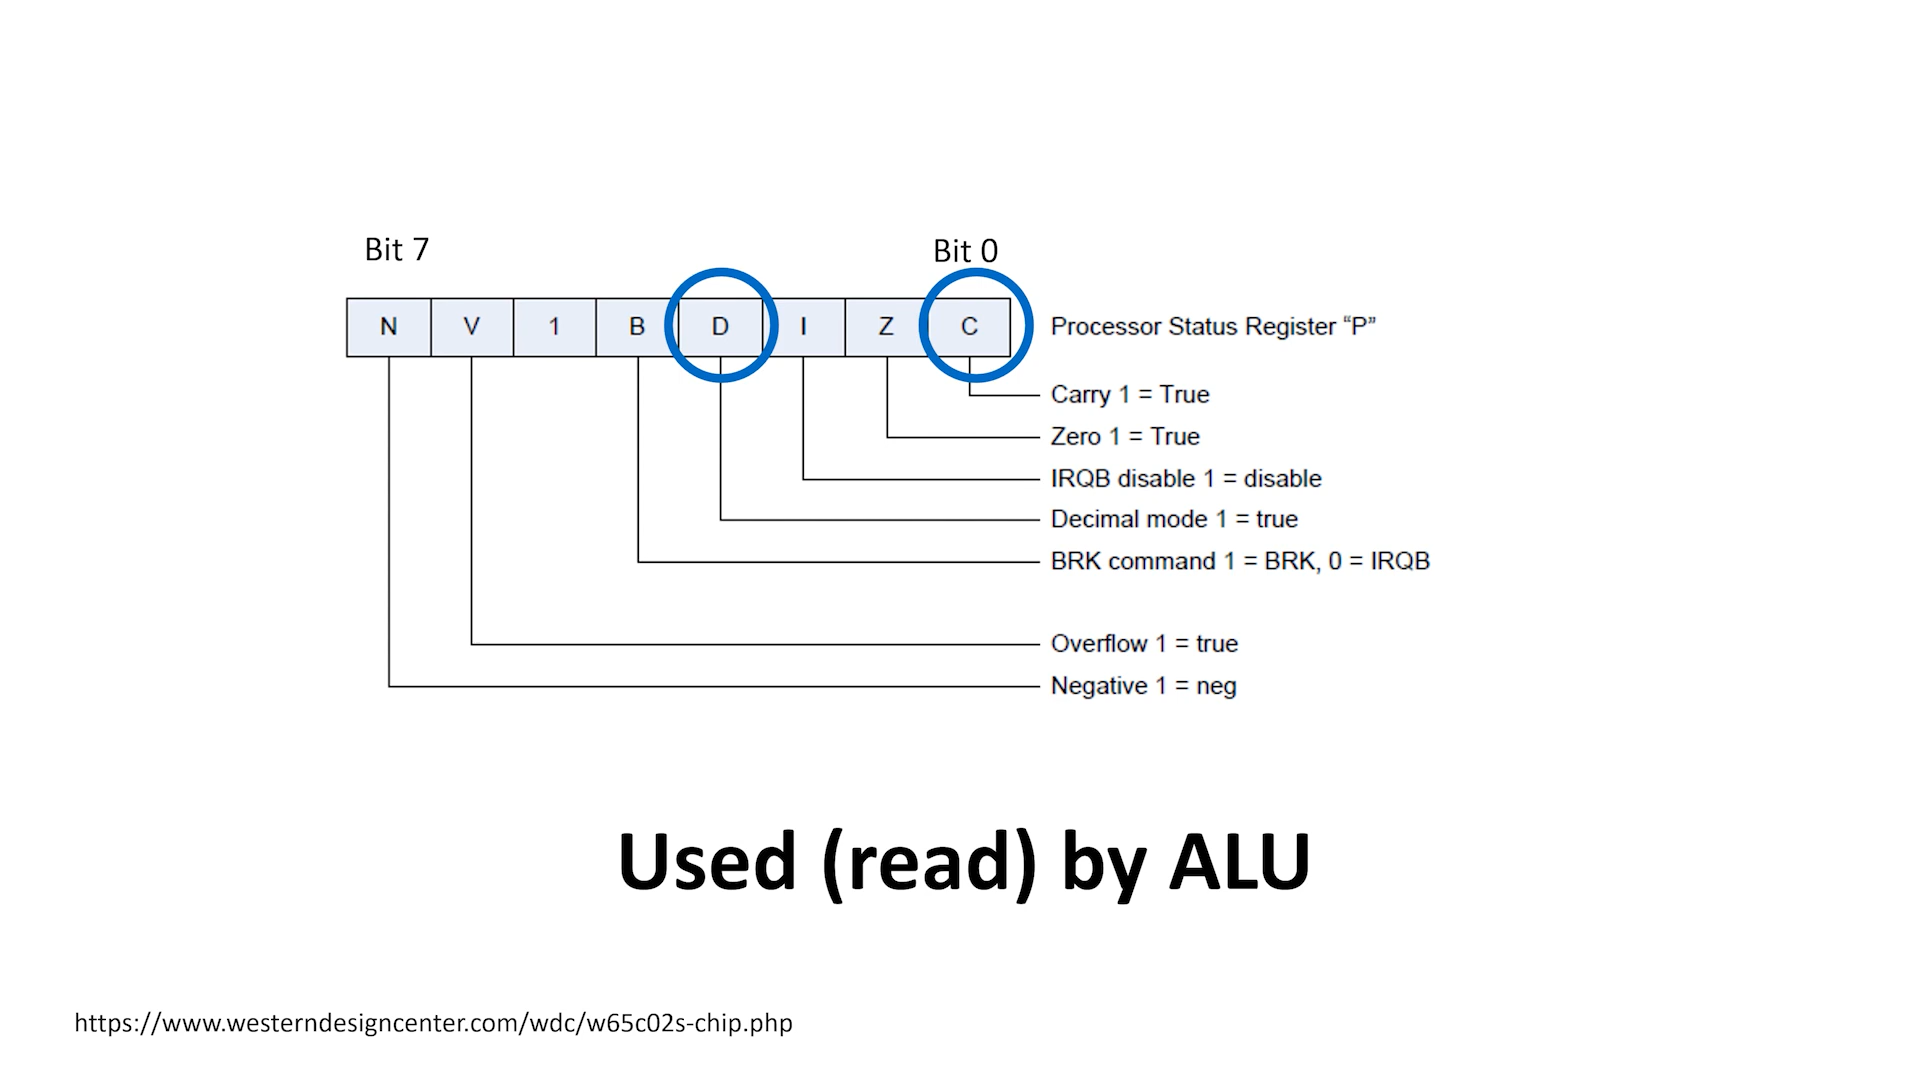 Bit 7
Bit 0
N V 1 B D I Z C
Processor Status Register “P”
Carry 1 = True
Zero 1 = True
IRQB disable 1 = disable
Decimal mode 1 = true
BRK command 1 = BRK, 0 = IRQB
Overflow 1 = true
Negative 1 = neg
Used (read) by ALU
https://www.westerndesigncenter.com/wdc/w65c02s-chip.php